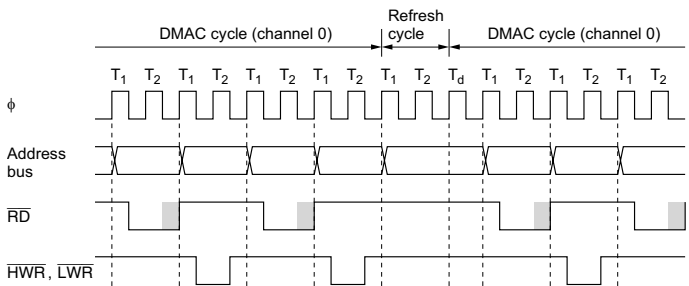 Refresh
DMAC cycle (channel 0) cycle DMAC cycle (channel 0)
T1 T2 T1 T2 T1 T2 T1 T2 T1 T2 Td T1 T2 T1 T2 T1 T2
ϕ
Address
bus
RD
HWR, LWR